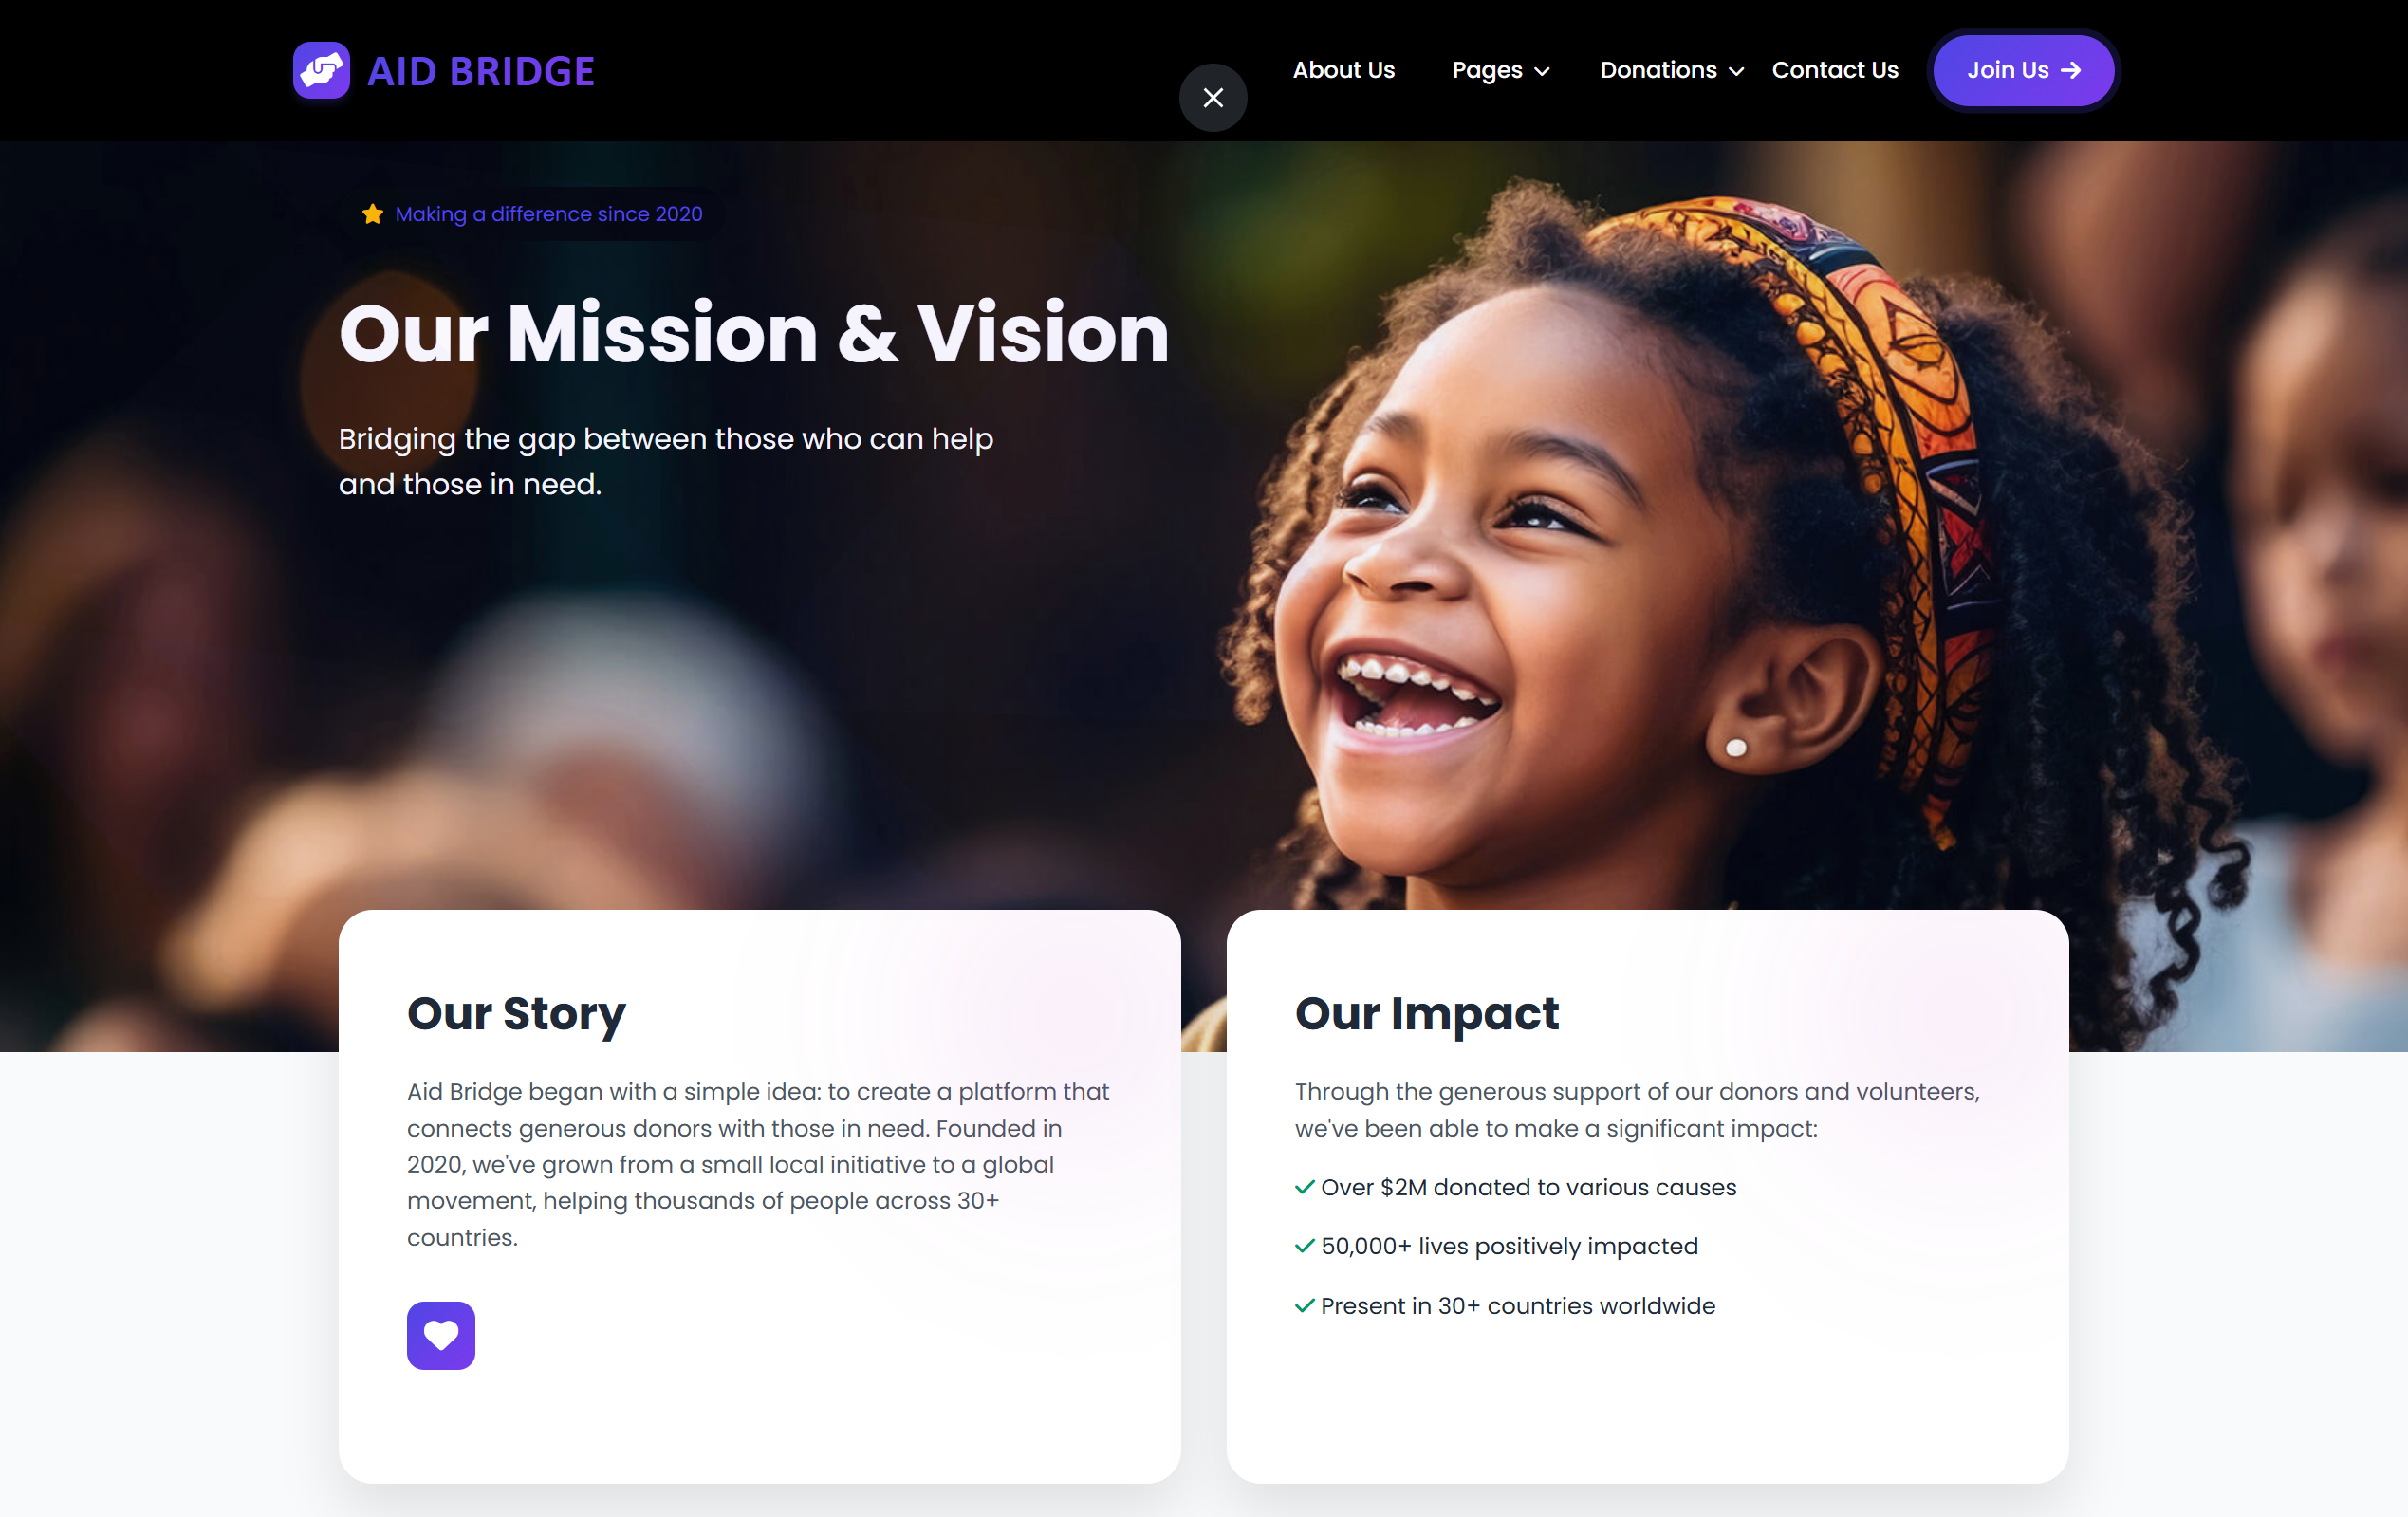 AID BRIDGE
About Us
Pages
Donations
Contact Us
Join Us
Making a difference since 2020
Our Mission & Vision
Bridging the gap between those who can help
and those in need.
Our Story
Aid Bridge began with a simple idea: to create a platform that
connects generous donors with those in need. Founded in
2020, we've grown from a small local initiative to a global
movement, helping thousands of people across 30+
countries.
Our Impact
Through the generous support of our donors and volunteers,
we've been able to make a significant impact:
Over $2M donated to various causes
50,000+ lives positively impacted
Present in 30+ countries worldwide